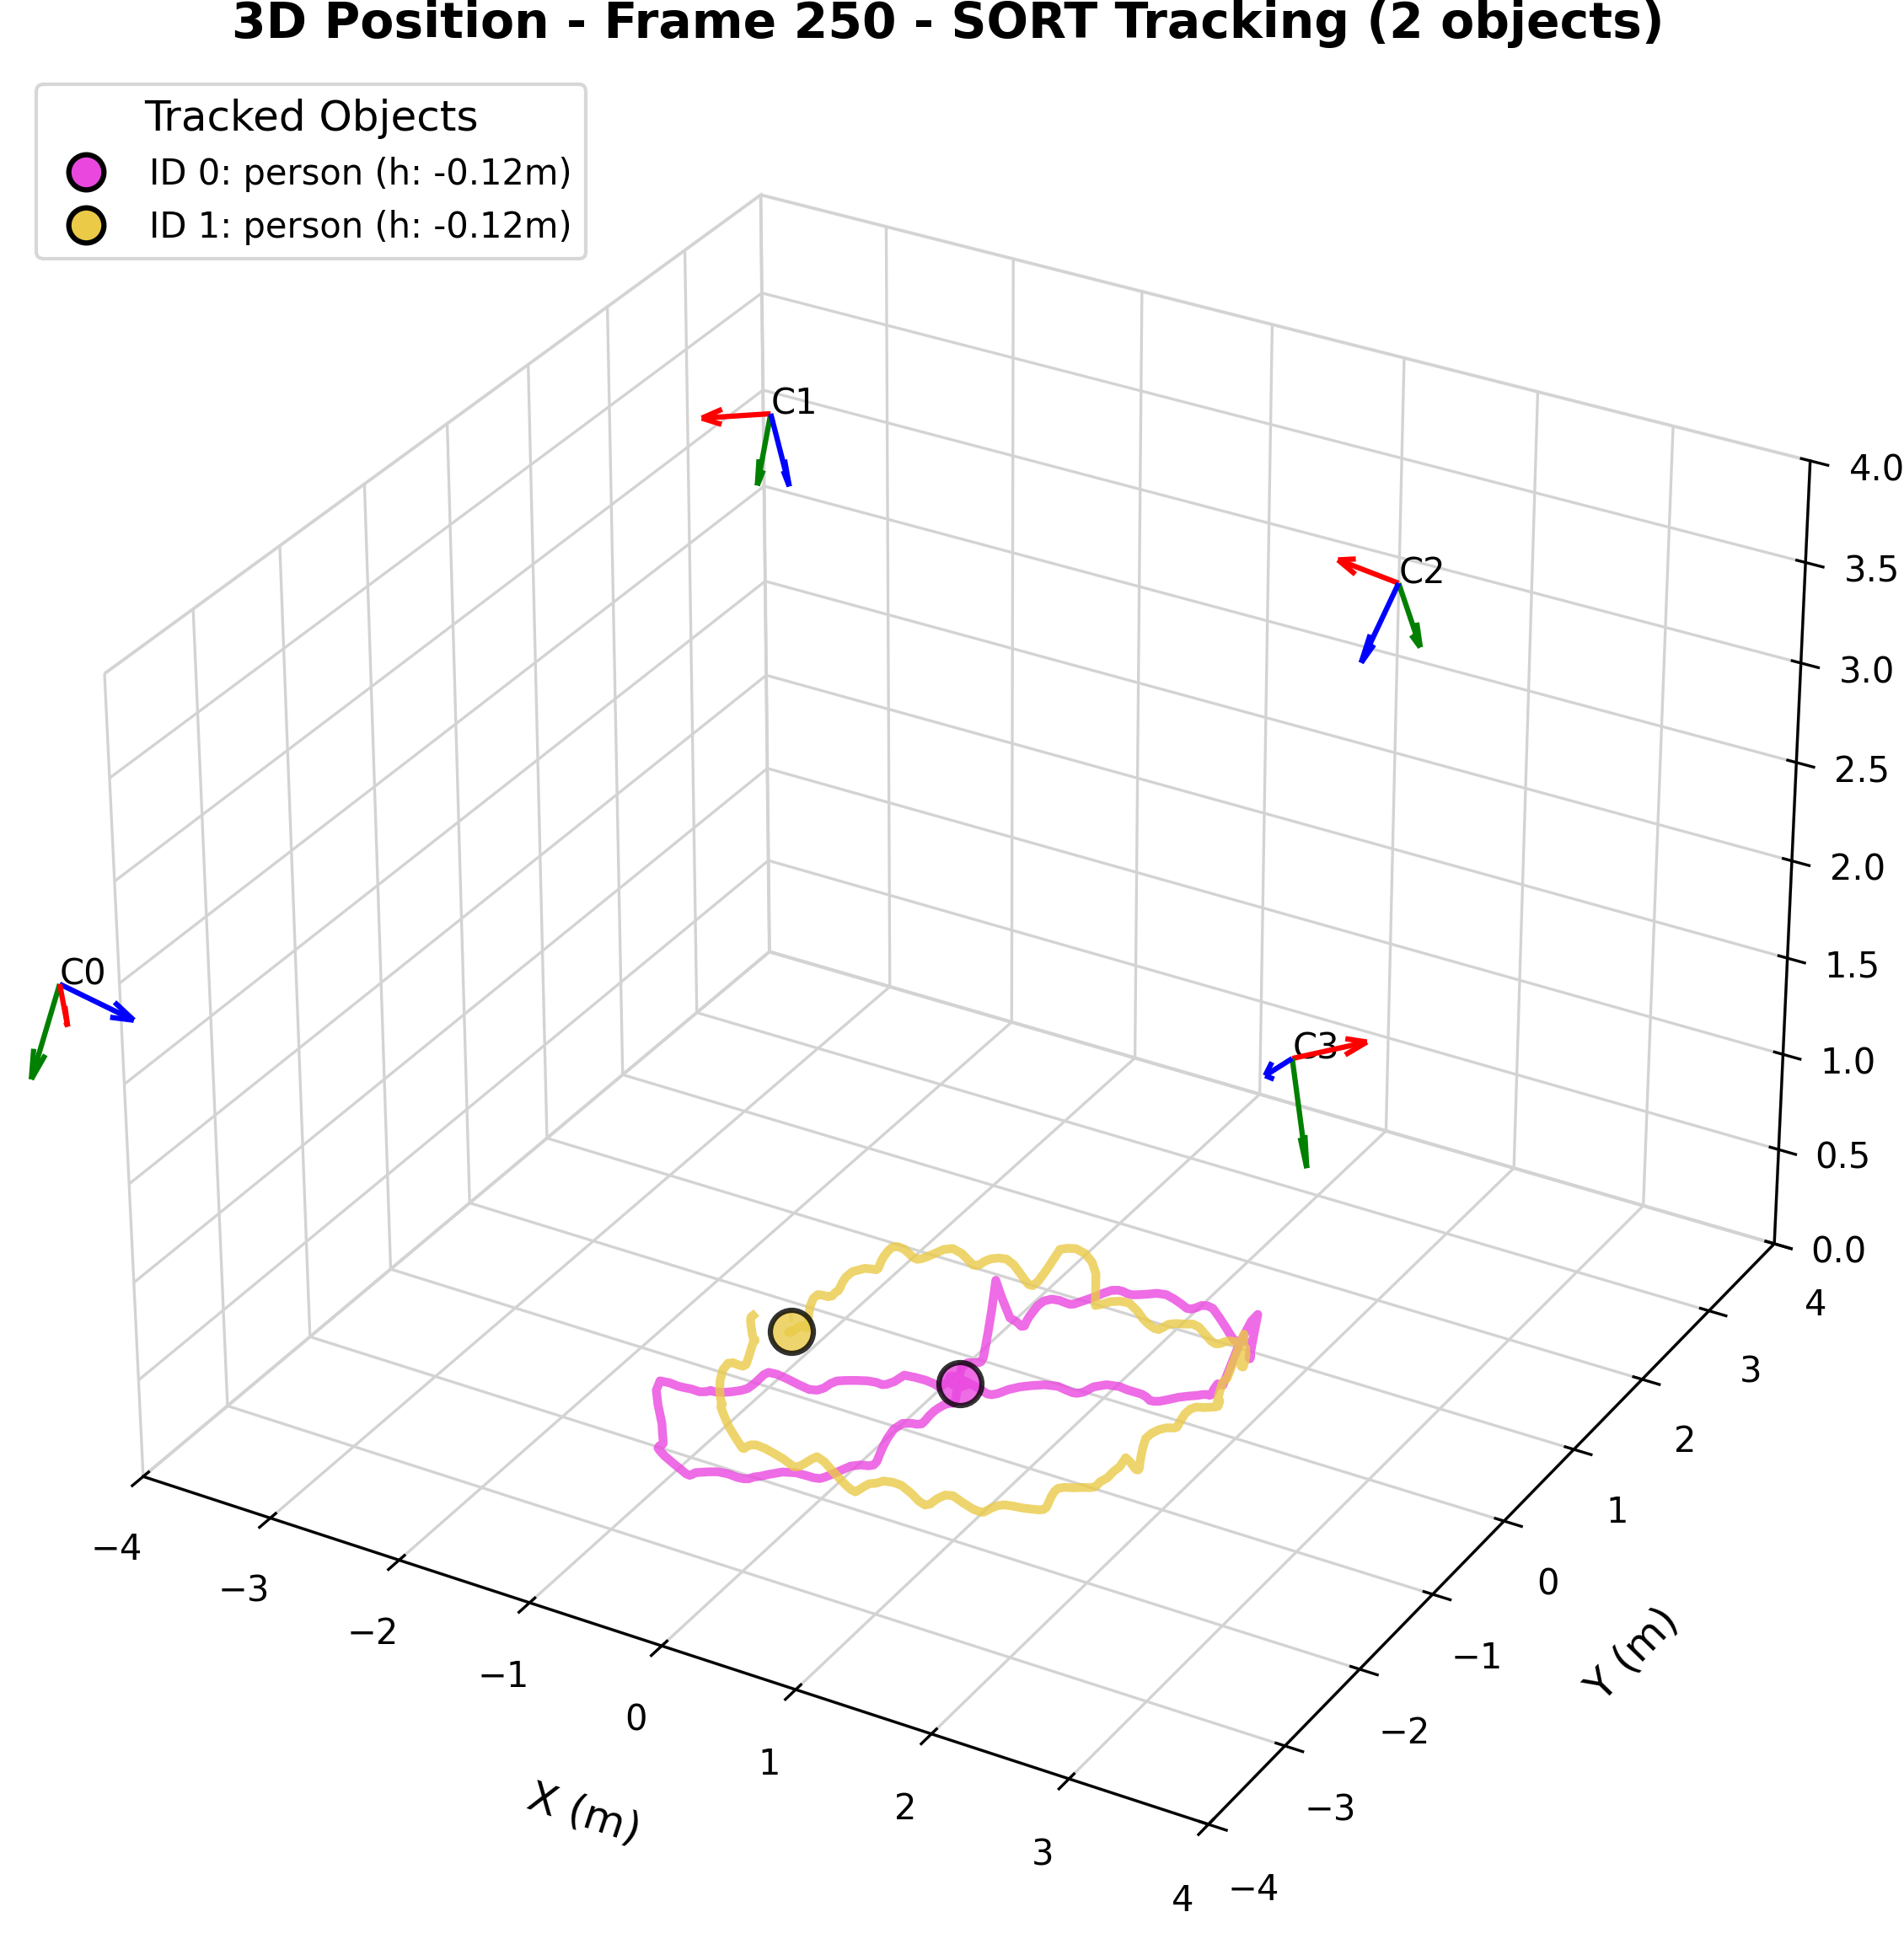 3D Position - Frame 250 - SORT Tracking (2 objects)
Tracked Objects
ID 0: person (h: -0.12m)
ID 1: person (h: -0.12m)
C1
C2
C0
C3
4.0
3.5
3.0
2.5
2.0
1.5
1.0
0.5
0.0
4
3
2
1
0
−1
−2
−3
−4
Y (m)
−4
−3
−2
−1
0
1
2
3
4
X (m)